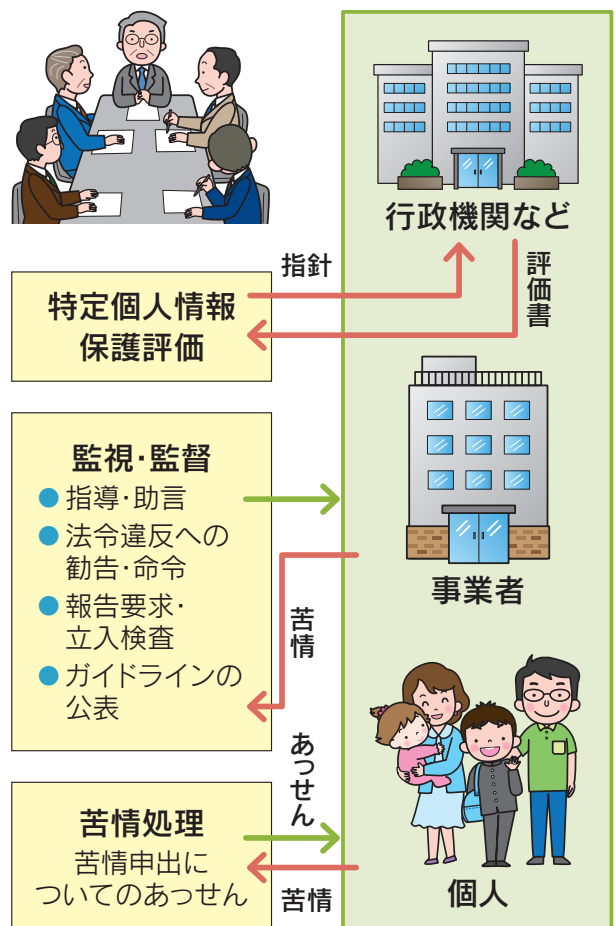 行政機関など
指針
評価書
特定個人情報
保護評価
監視・監督
●指導・助言
●法令違反への
勧告・命令
●報告要求・
立入検査
●ガイドラインの
公表
事業者
苦情
あっせん
苦情処理
苦情申出に
ついてのあっせん
苦情
個人